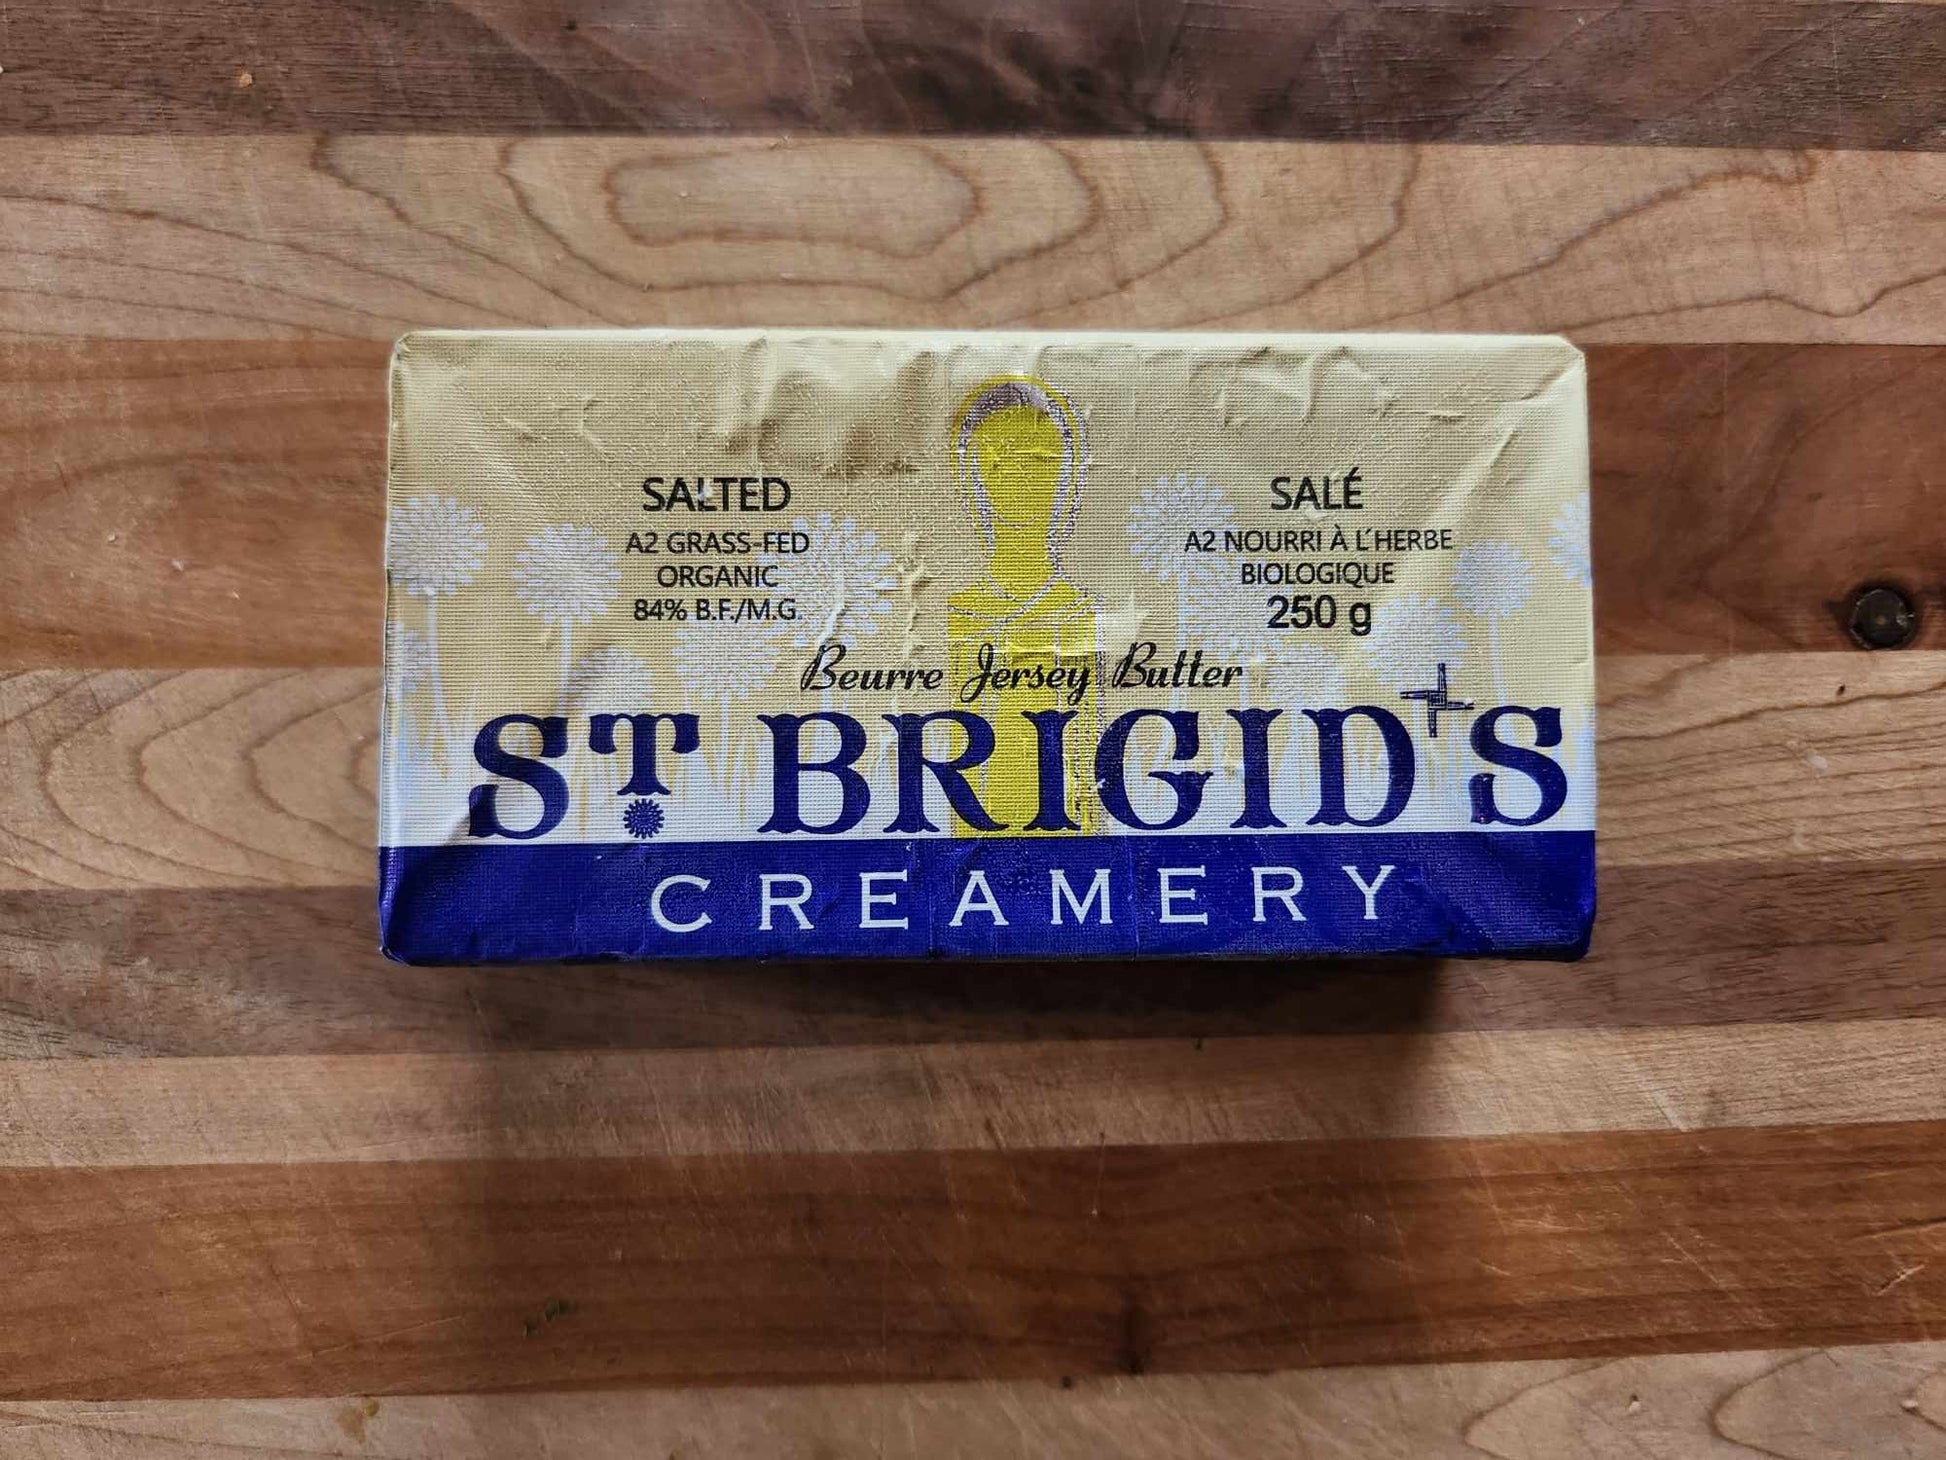 SALTED
A2 GRASS-FED
ORGANIC
84% B.F./M.G.
SALÉ
A2 NOURRI À L'HERBE
BIOLOGIQUE
250 g
Beurre Jersey Butter
ST. BRIGID'S
CREAMERY